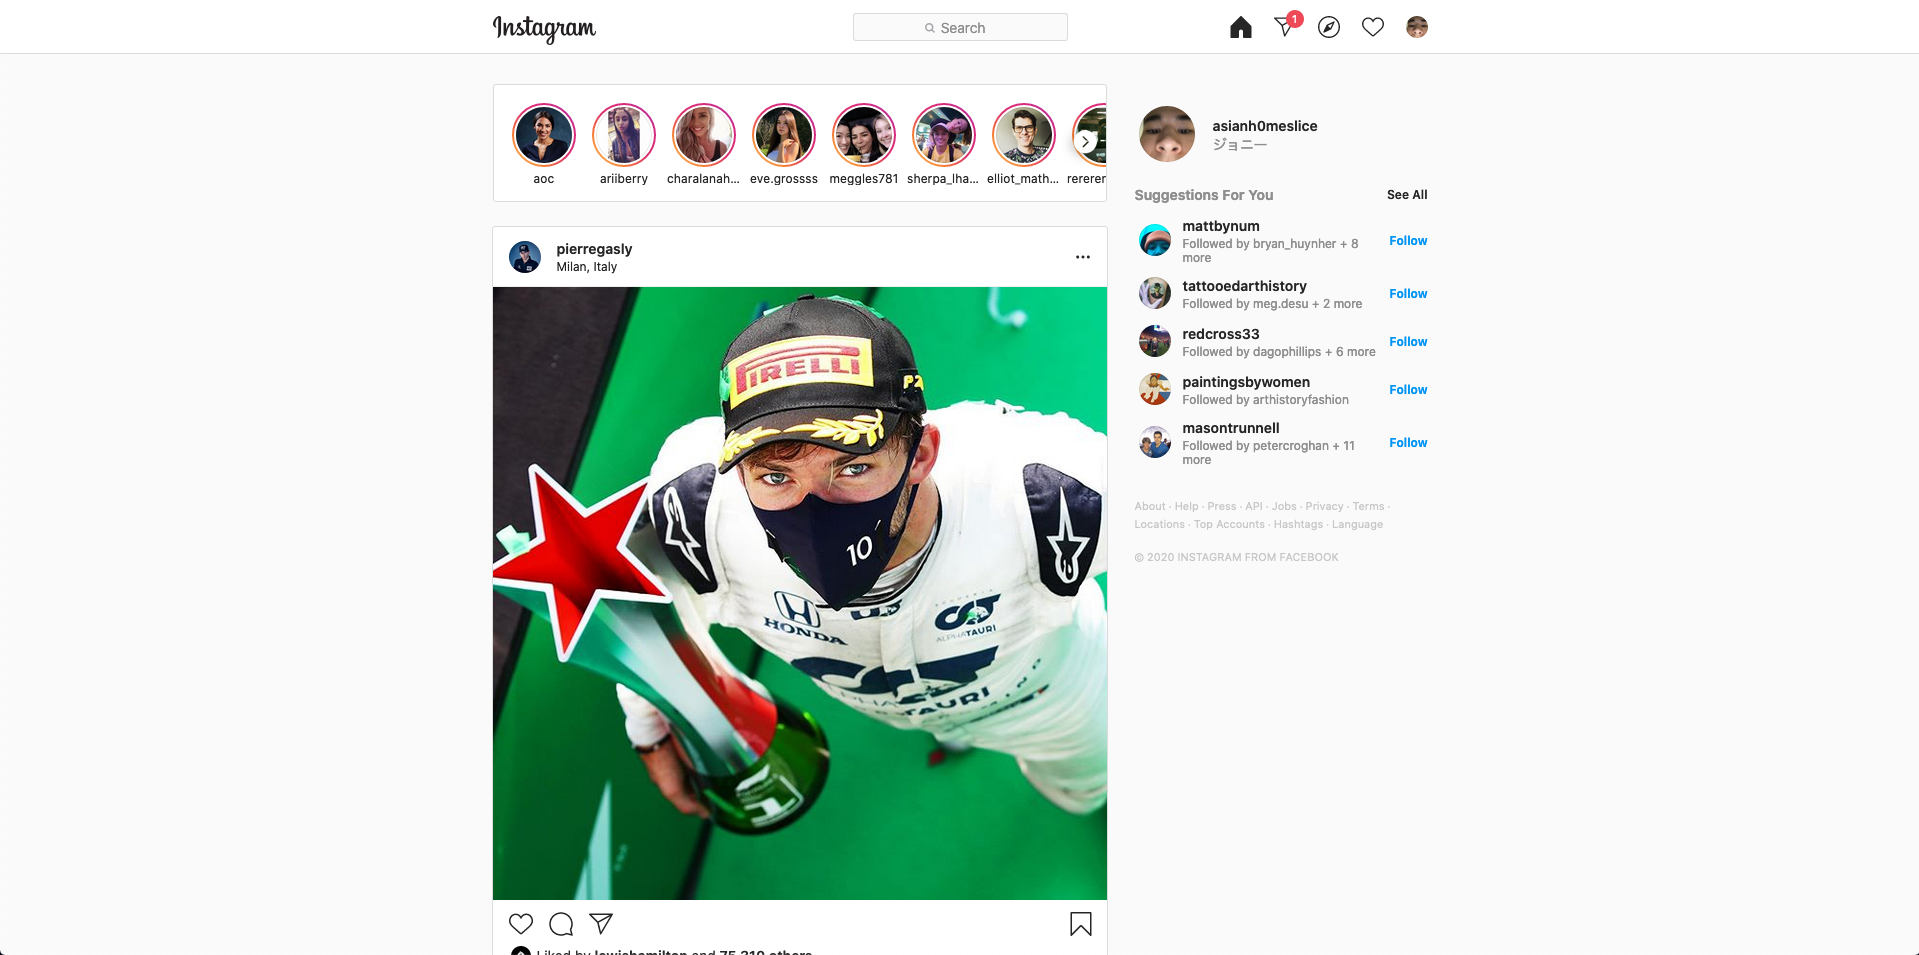 Instagram
Search
1
aoc
ariiberry
charalanah...
eve.grossss
meggles781
sherpa_lha...
elliot_math...
rererer
asianh0meslice
ジョニー
Suggestions For You
See All
mattbynum
Followed by bryan_huynher + 8
more
Follow
tattooedarthistory
Followed by meg.desu + 2 more
Follow
redcross33
Followed by dagophillips + 6 more
Follow
paintingsbywomen
Followed by arthistoryfashion
Follow
masontrunnell
Followed by petercroghan + 11
more
Follow
About · Help · Press · API · Jobs · Privacy · Terms ·
Locations · Top Accounts · Hashtags · Language
© 2020 INSTAGRAM FROM FACEBOOK
pierregasly
Milan, Italy
PIRELLI
P2
10
HONDA
SCUDERIA
ALPHATAURI
TAURI
1
Liked by lewishamilton and 75,310 others